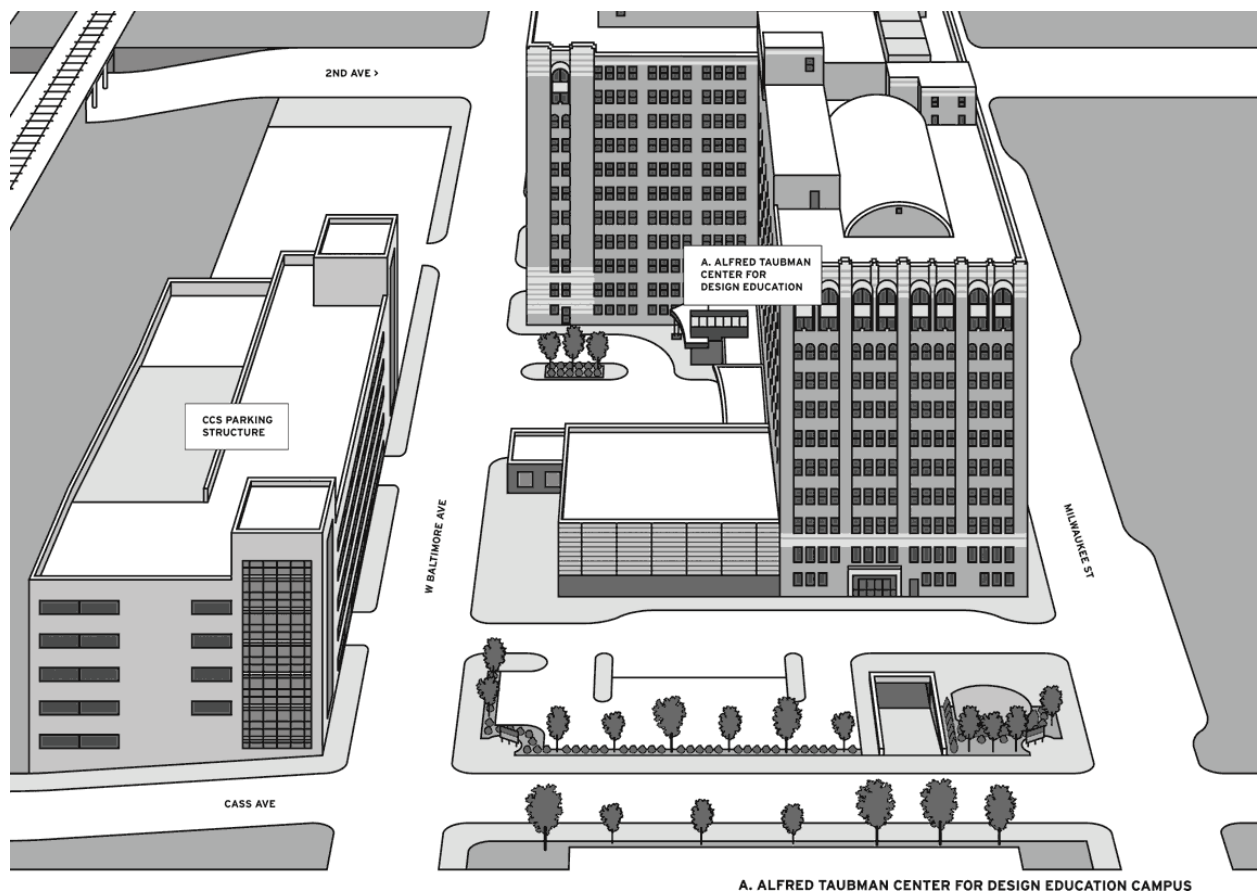 2ND AVE >
A. ALFRED TAUBMAN
CENTER FOR
DESIGN EDUCATION
CCS PARKING
STRUCTURE
W BALTIMORE AVE
MILWAUKEE ST
CASS AVE
A. ALFRED TAUBMAN CENTER FOR DESIGN EDUCATION CAMPUS